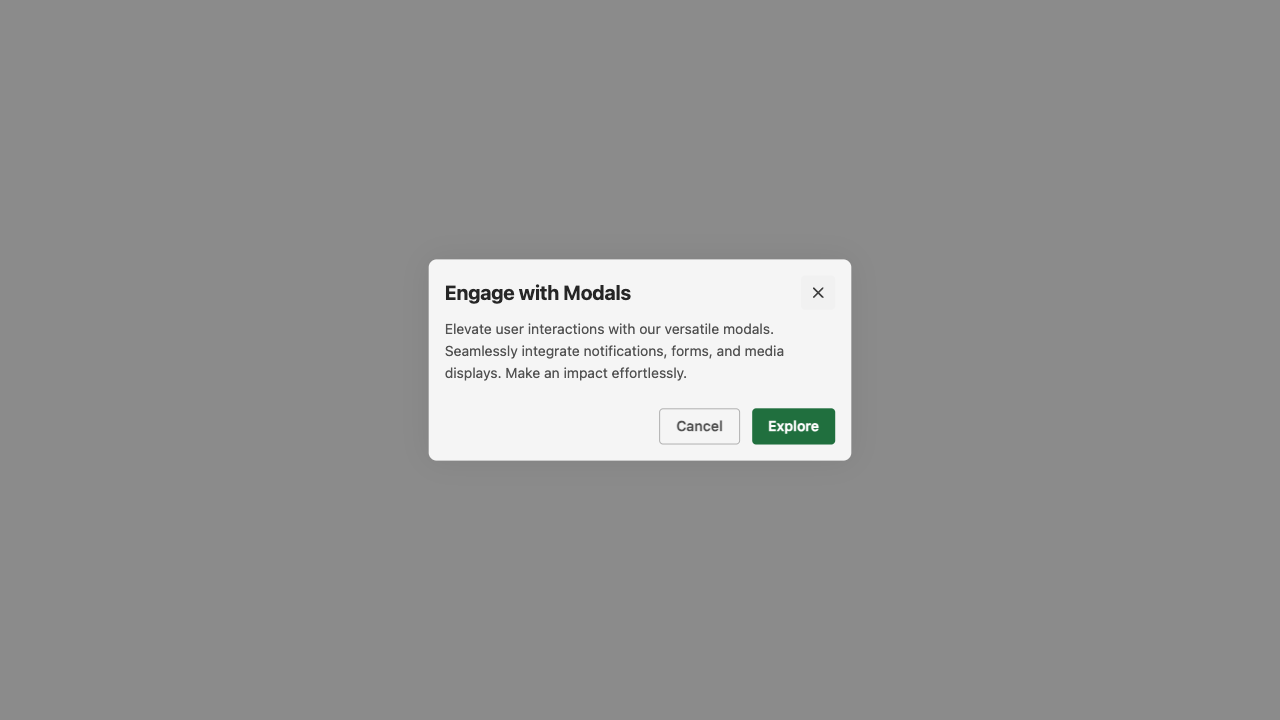 Engage with Modals
Elevate user interactions with our versatile modals.
Seamlessly integrate notifications, forms, and media
displays. Make an impact effortlessly.
Cancel
Explore